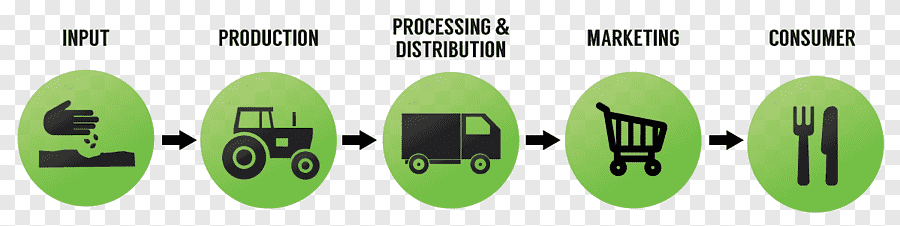 INPUT
PRODUCTION
PROCESSING &
DISTRIBUTION
MARKETING
CONSUMER